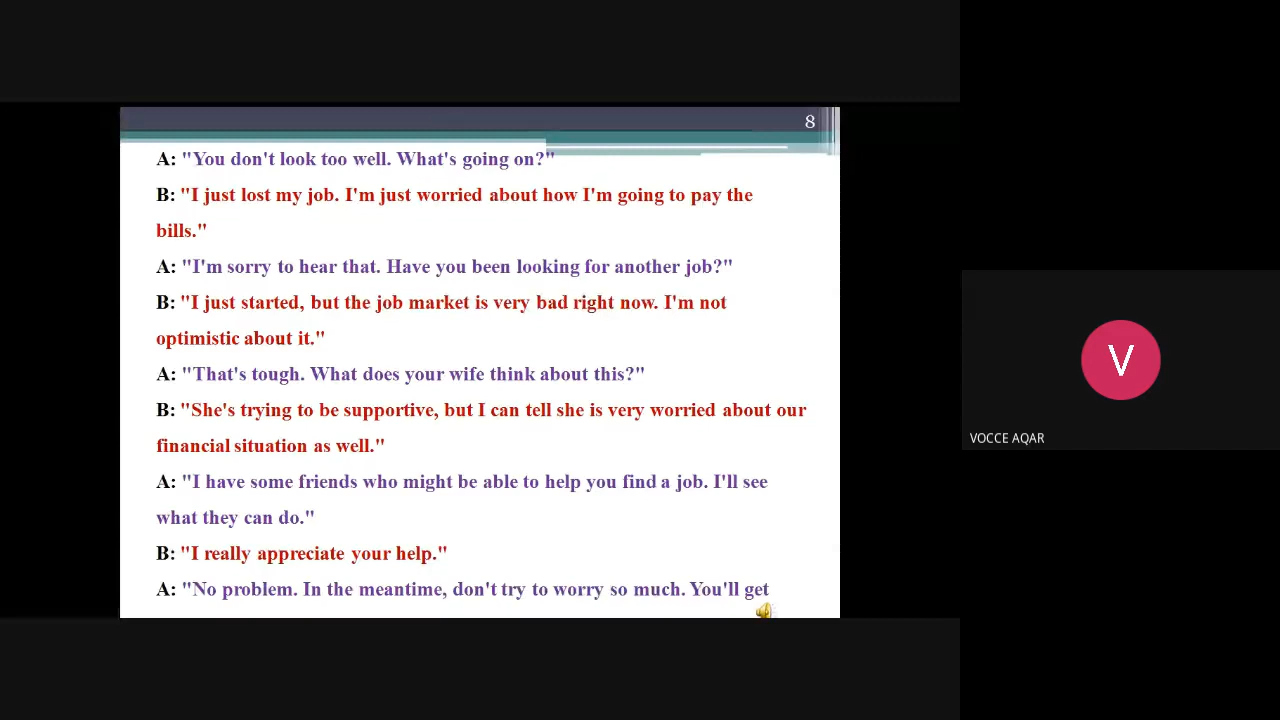 8
A: "You don't look too well. What's going on?"
B: "I just lost my job. I'm just worried about how I'm going to pay the
bills."
A: "I'm sorry to hear that. Have you been looking for another job?"
B: "I just started, but the job market is very bad right now. I'm not
optimistic about it."
A: "That's tough. What does your wife think about this?"
B: "She's trying to be supportive, but I can tell she is very worried about our
financial situation as well."
A: "I have some friends who might be able to help you find a job. I'll see
what they can do."
B: "I really appreciate your help."
A: "No problem. In the meantime, don't try to worry so much. You'll get
V
VOCCE AQAR